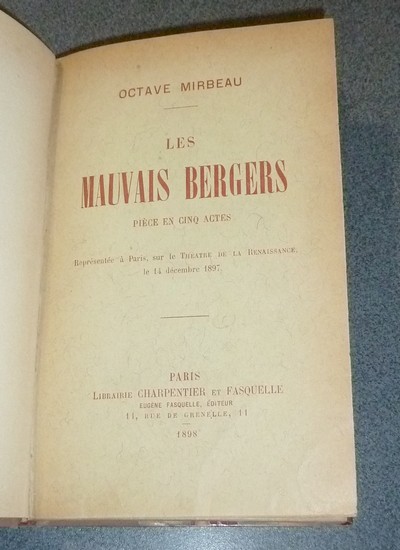 OCTAVE MIRBEAU
LES
MAUVAIS BERGERS
PIÈCE EN CINQ ACTES
Représentée à Paris, sur le THÉATRE DE LA RENAISSANCE,
le 14 décembre 1897.
PARIS
LIBRAIRIE CHARPENTIER ET FASQUELLE
EUGÈNE FASQUELLE, ÉDITEUR
11, RUE DE GRENELLE, 11
1898